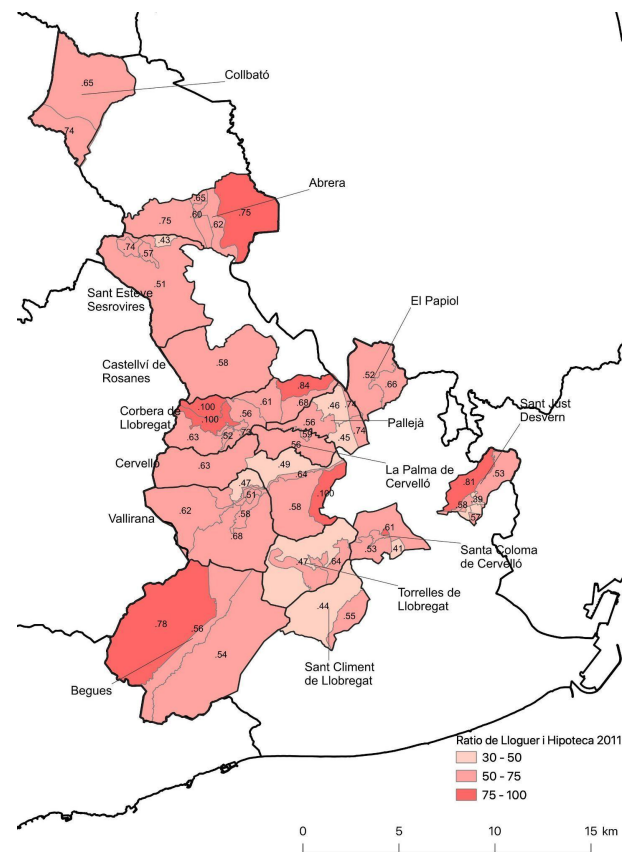 .65
Collbató
.74
Abrera
.65
.75
.60
.62
.75
.43
.74
.57
.51
Sant Esteve
Sesrovires
El Papiol
Castellví de
Rosanes
.58
.52
.66
.84
Sant Just
Desvern
.61
.68
.46
.74
.100
.100
.56
Corbera de
Llobregat
.56
Pallejà
.63
.52
.73
.59
.45
.74
.56
Cervelló
.63
La Palma de
Cervelló
.49
.64
.47
.51
.58
.100
.81
.53
.39
.58
.57
Vallirana
.62
.58
.68
.61
.53
.41
Santa Coloma
de Cervelló
.47
.64
Torrelles de
Llobregat
.44
.55
Sant Climent
de Llobregat
.78
.56
.54
Begues
Ratio de Lloguer i Hipoteca 2011
30 - 50
50 - 75
75 - 100
0 5 10 15 km